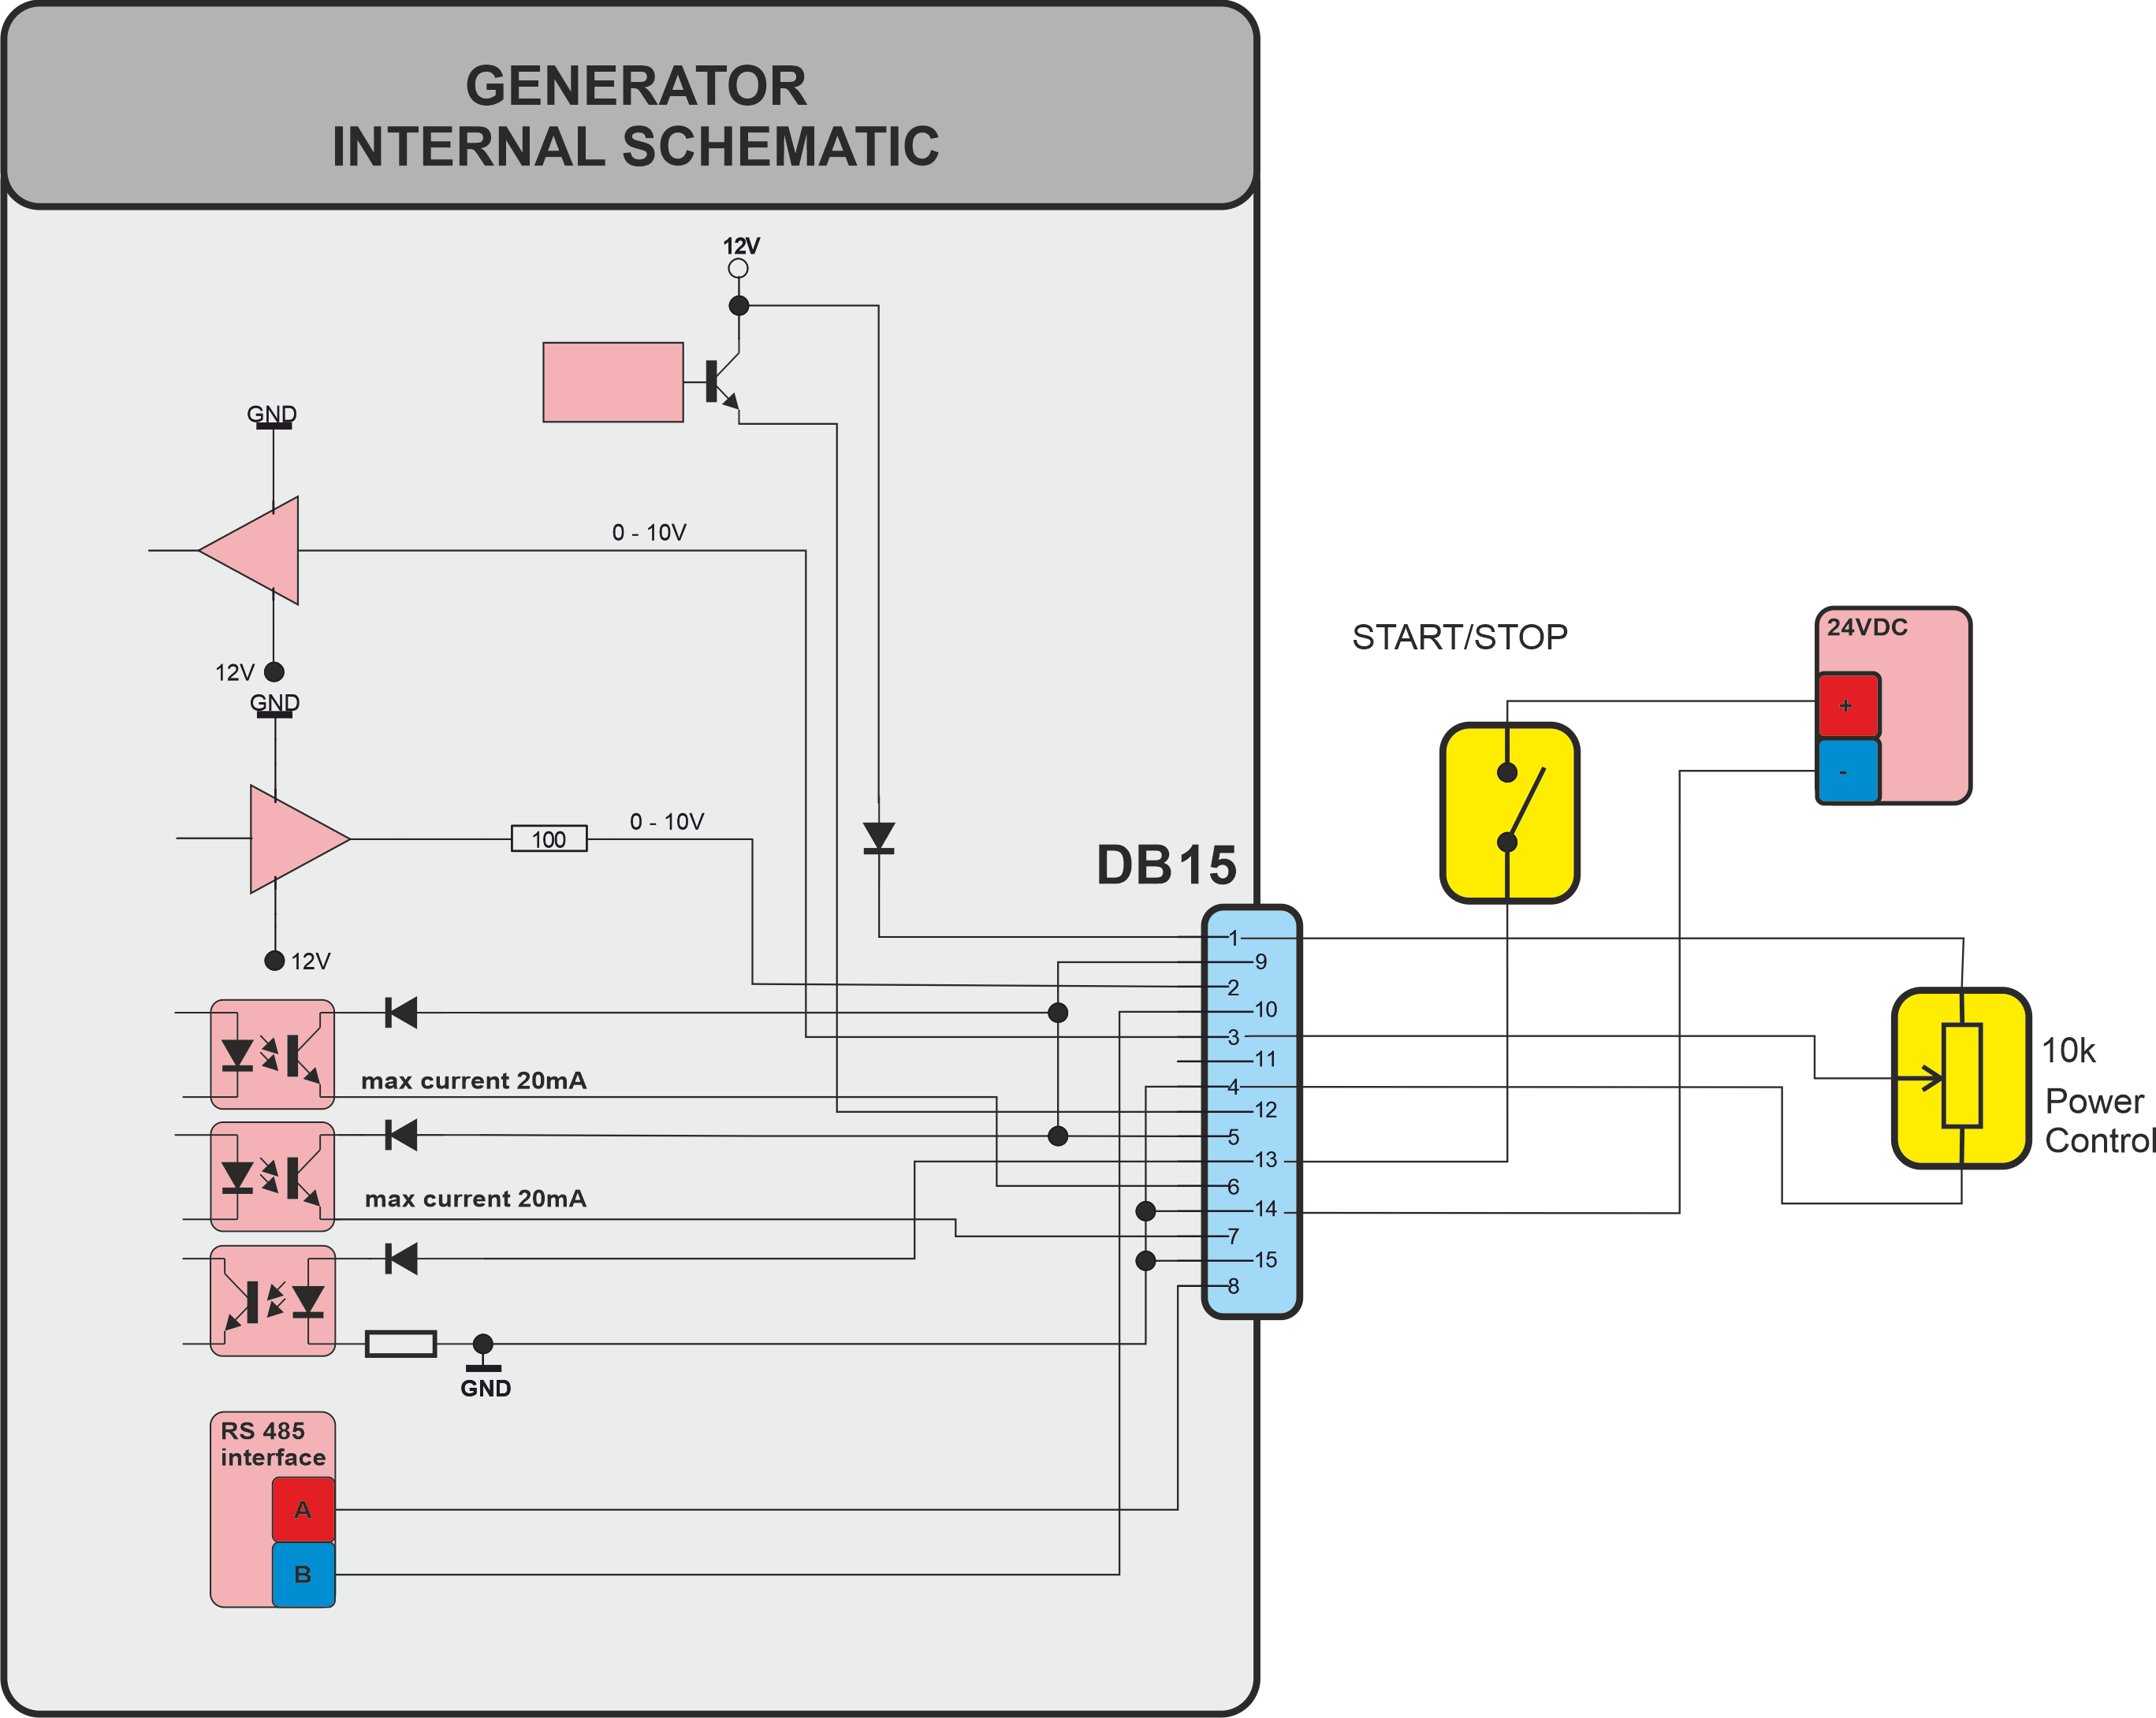 GENERATOR
INTERNAL SCHEMATIC
12V
GND
0 - 10V
12V
GND
100
0 - 10V
12V
DB15
START/STOP
24VDC
+
-
1
9
2
10
3
11
4
12
5
13
6
14
7
15
8
10k
Power
Control
max current 20mA
max current 20mA
GND
RS 485
interface
A
B